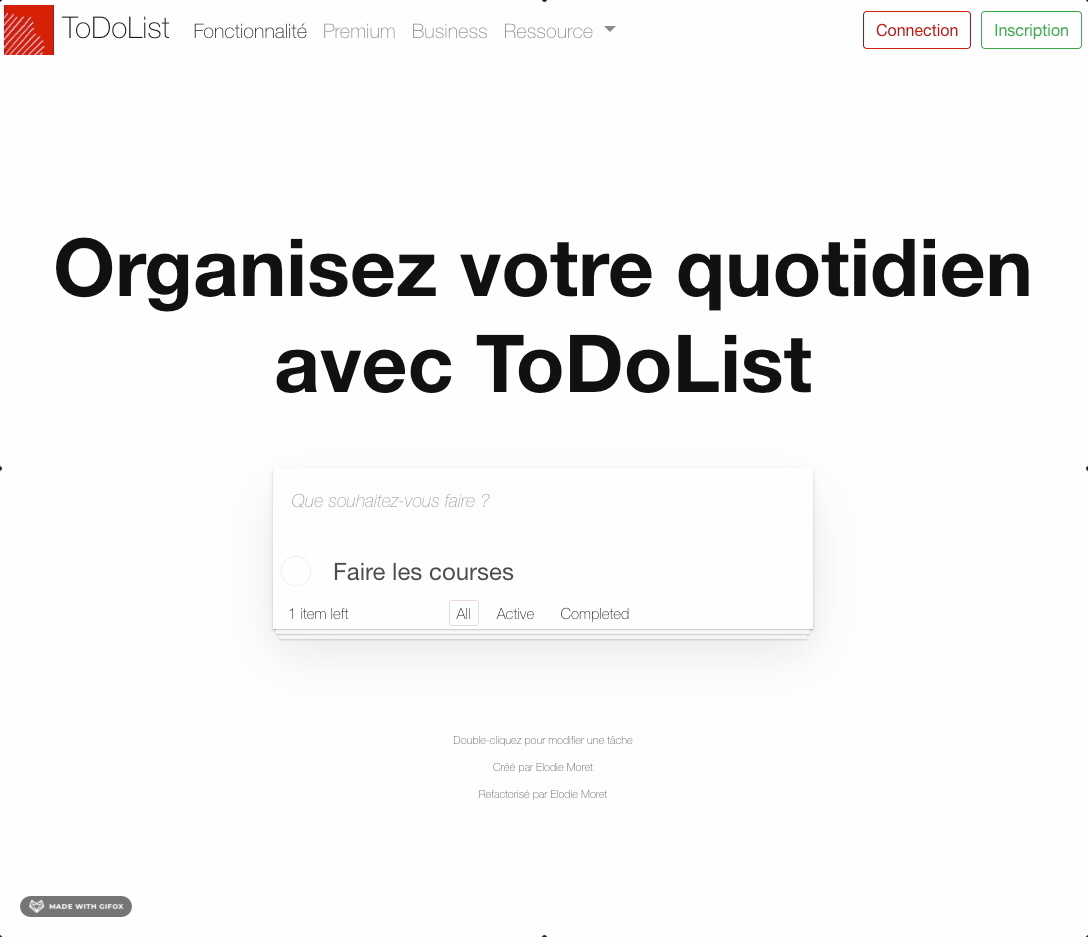 ToDoList Fonctionnalité Premium Business Ressource Connection Inscription
Organisez votre quotidien
avec ToDoList
Que souhaitez-vous faire ?
Faire les courses
1 item left All Active Completed
Double-cliquez pour modifier une tâche
Créé par Elodie Moret
Refactorisé par Elodie Moret
MADE WITH GIFOX